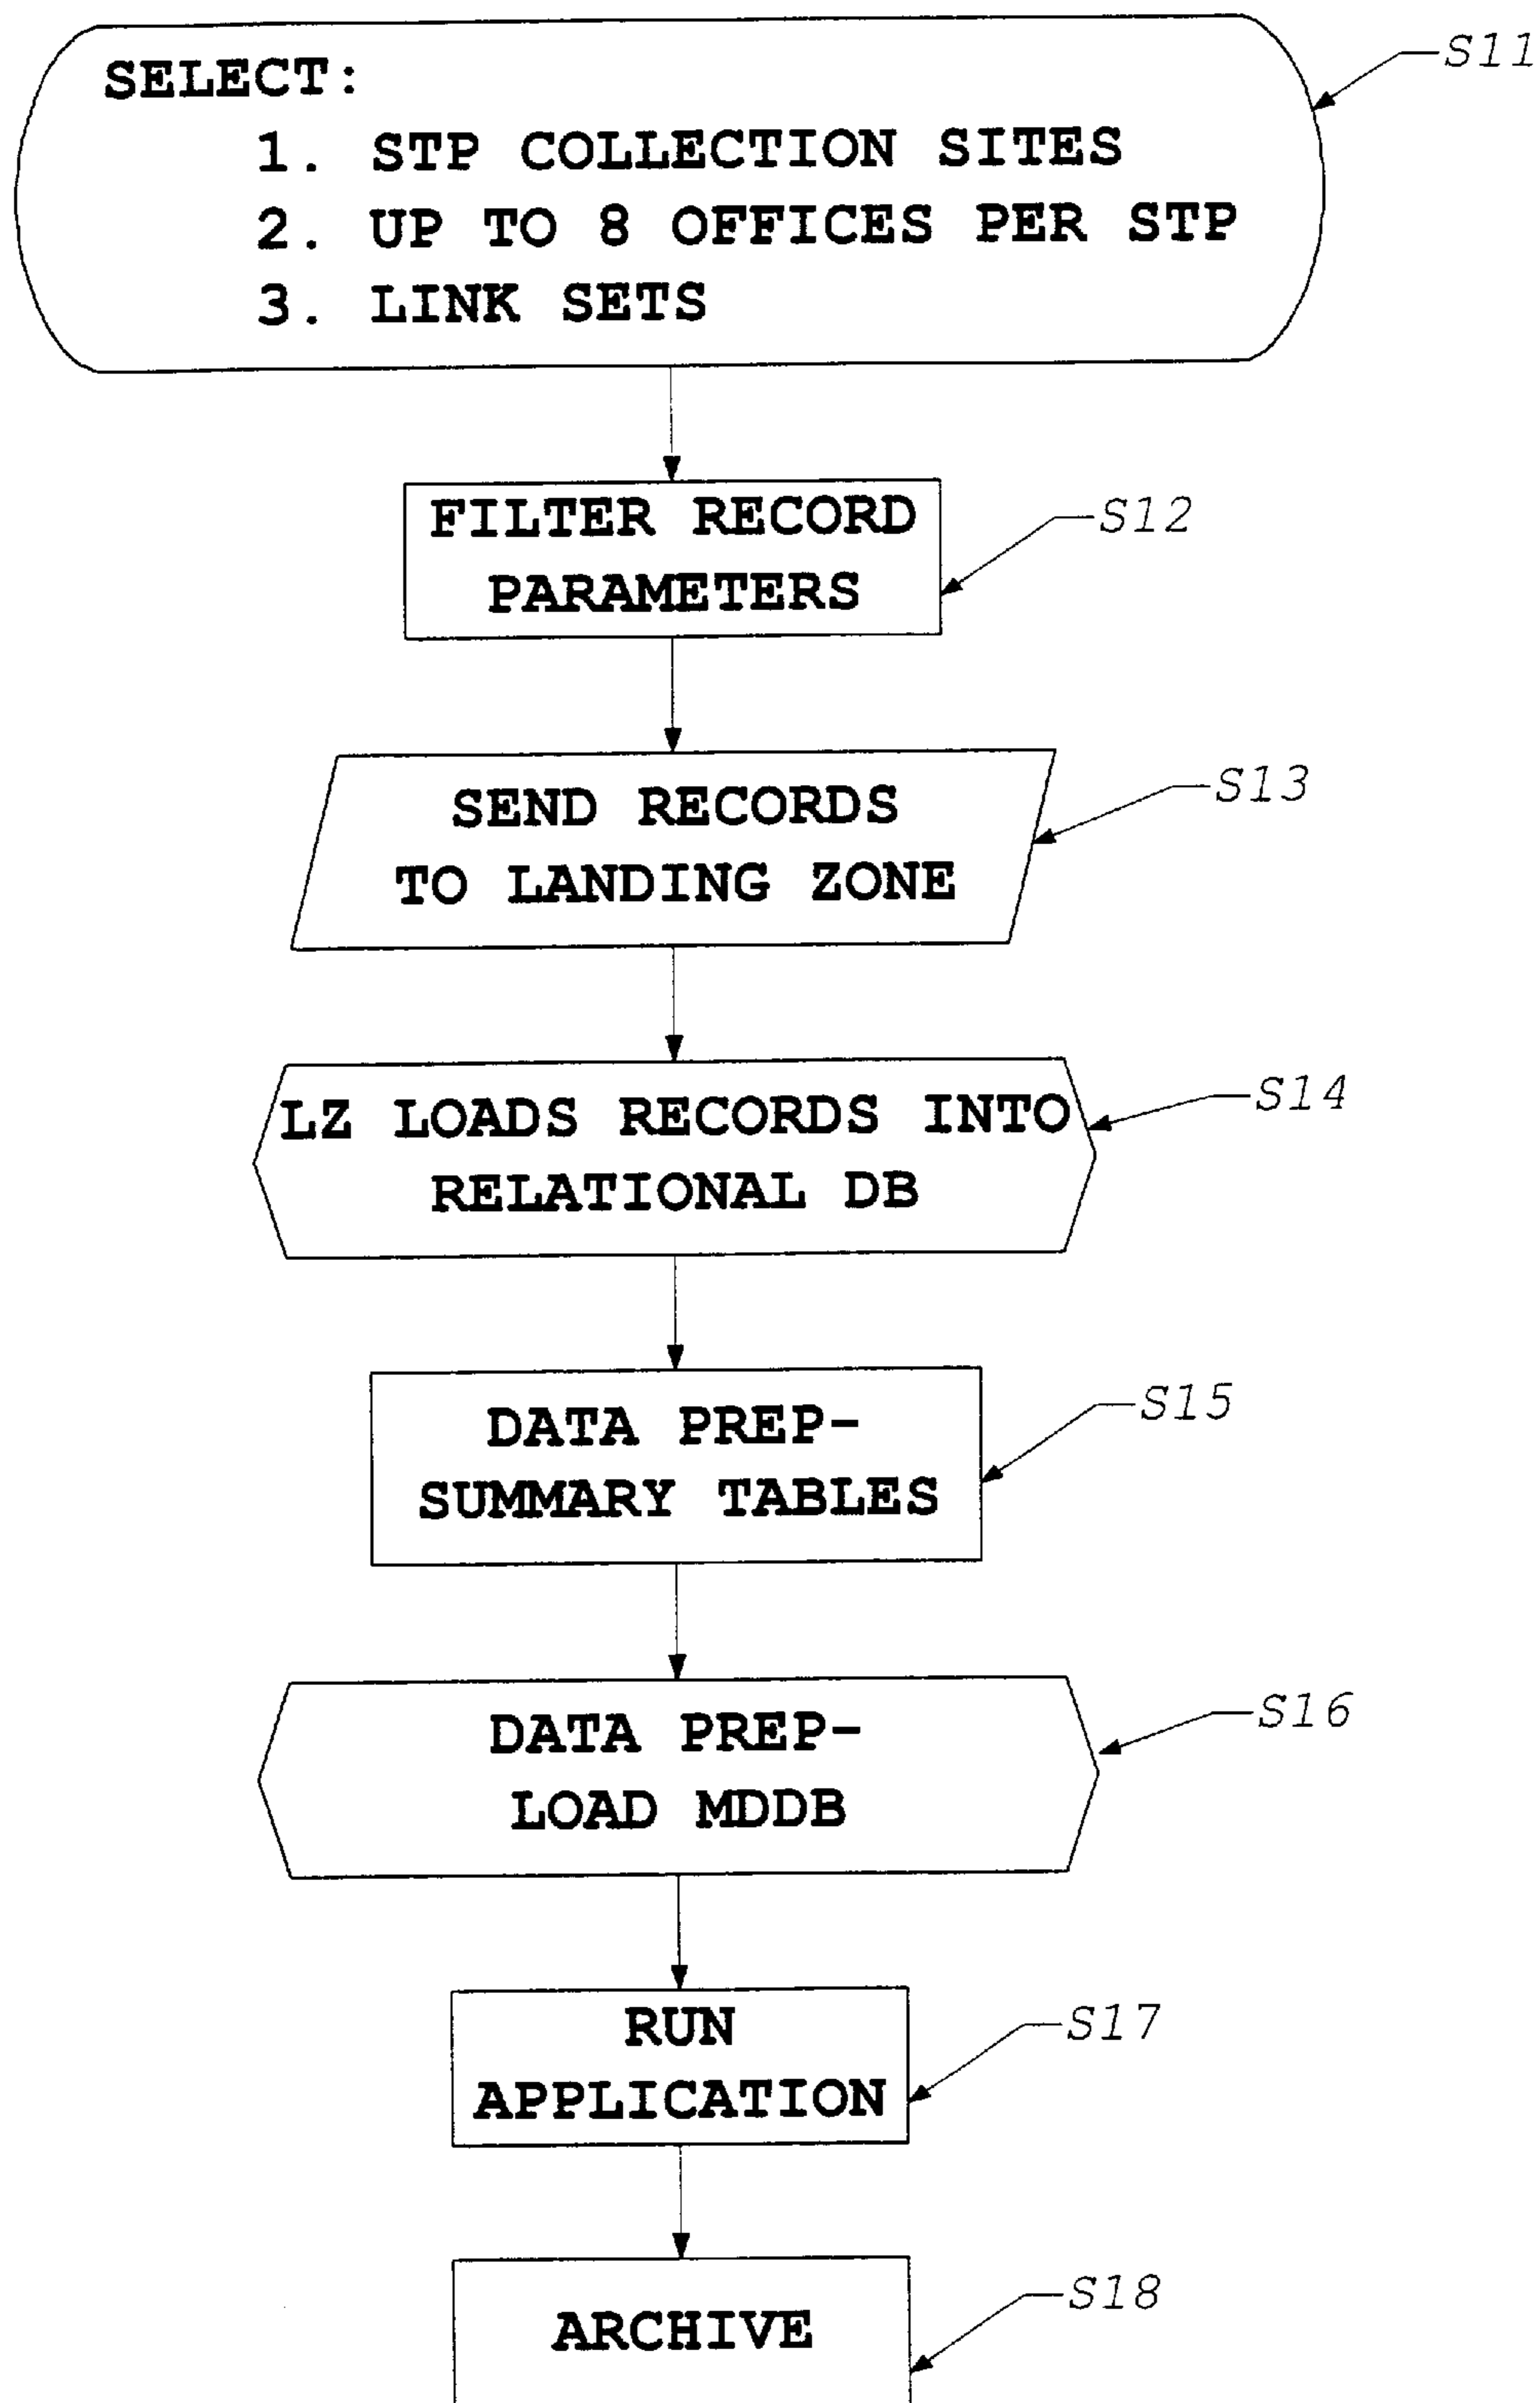 SELECT:
1. STP COLLECTION SITES
2. UP TO 8 OFFICES PER STP
3. LINK SETS
S11
FILTER RECORD
PARAMETERS
S12
SEND RECORDS
TO LANDING ZONE
S13
LZ LOADS RECORDS INTO
RELATIONAL DB
S14
DATA PREP-
SUMMARY TABLES
S15
DATA PREP-
LOAD MDDB
S16
RUN
APPLICATION
S17
ARCHIVE
S18